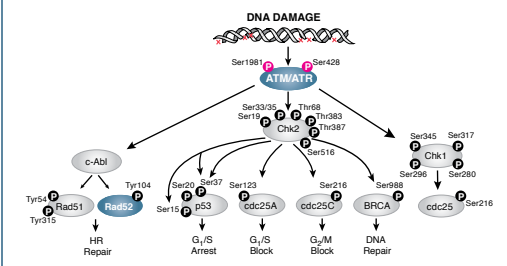 DNA DAMAGE
Ser1981 P P Ser428
ATM/ATR
Ser33/35 P P Thr68
Ser19 P P Thr383
Chk2 P Thr387
P Ser516
c-Abl
Ser345 Ser317
P P
Chk1
P P
Ser296 Ser280
Tyr54 P
Rad51
Tyr315 P
Tyr104
P
Rad52
Ser20 P Ser37
P
Ser15 P p53
Ser123
P
cdc25A
Ser216
P
cdc25C
Ser988
P
BRCA
P Ser216
cdc25
HR
Repair
G1/S
Arrest
G1/S
Block
G2/M
Block
DNA
Repair